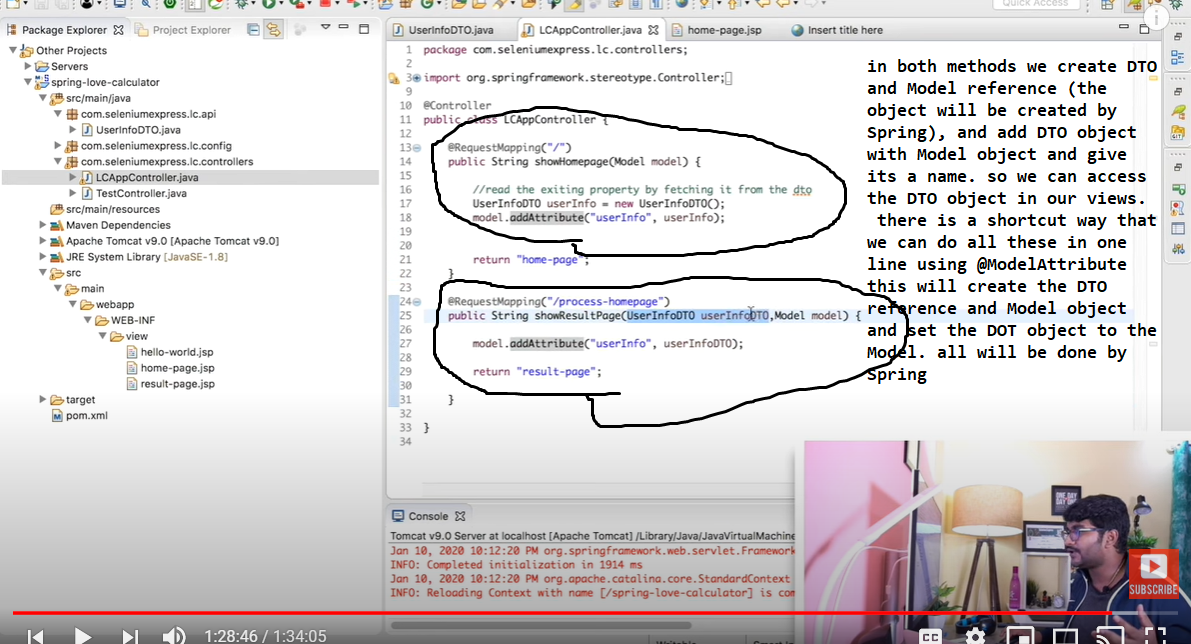 Quick Access
Package Explorer
Project Explorer
Other Projects
Servers
spring-love-calculator
src/main/java
com.seleniumexpress.lc.api
UserInfoDTO.java
com.seleniumexpress.lc.config
com.seleniumexpress.lc.controllers
LCAppController.java
TestController.java
src/main/resources
Maven Dependencies
Apache Tomcat v9.0 [Apache Tomcat v9.0]
JRE System Library [JavaSE-1.8]
src
main
webapp
WEB-INF
view
hello-world.jsp
home-page.jsp
result-page.jsp
target
pom.xml
UserInfoDTO.java
LCAppController.java
home-page.jsp
Insert title here
1 package com.seleniumexpress.lc.controllers;
2
3 import org.springframework.stereotype.Controller;
9
10 @Controller
11 public class LCAppController {
12
13 @RequestMapping("/")
14 public String showHomepage(Model model) {
15
16 //read the exiting property by fetching it from the dto
17 UserInfoDTO userInfo = new UserInfoDTO();
18 model.addAttribute("userInfo", userInfo);
19
20
21 return "home-page";
22 }
23
24 @RequestMapping("/process-homepage")
25 public String showResultPage(UserInfoDTO userInfoDTO,Model model) {
26
27 model.addAttribute("userInfo", userInfoDTO);
28
29 return "result-page";
30
31 }
32
33 }
34
in both methods we create DTO
and Model reference (the
object will be created by
Spring), and add DTO object
with Model object and give
its a name. so we can access
the DTO object in our views.
there is a shortcut way that
we can do all these in one
line using @ModelAttribute
this will create the DTO
reference and Model object
and set the DOT object to the
Model. all will be done by
Spring
Console
Tomcat v9.0 Server at localhost [Apache Tomcat] /Library/Java/JavaVirtualMachine
Jan 10, 2020 10:12:20 PM org.springframework.web.servlet.Framework
INFO: Completed initialization in 1914 ms
Jan 10, 2020 10:12:20 PM org.apache.catalina.core.StandardContext
INFO: Reloading Context with name [/spring-love-calculator] is com
SUBSCRIBE
1:28:46 / 1:34:05
CC